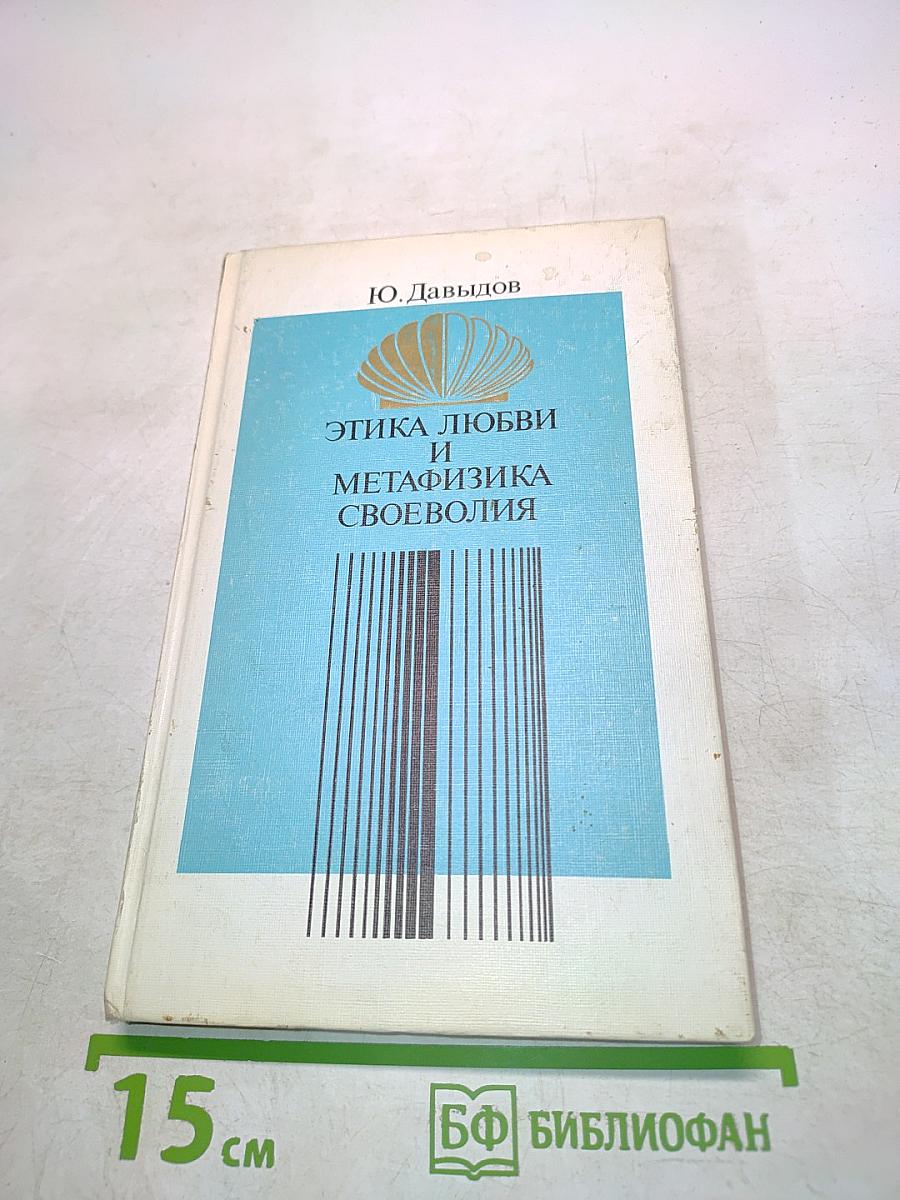 Ю. Давыдов
ЭТИКА ЛЮБВИ
И
МЕТАФИЗИКА
СВОЕВОЛИЯ
15 см
БФ БИБЛИОФАН